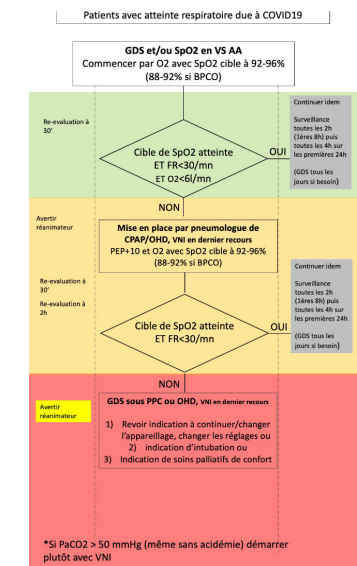 Patients avec atteinte respiratoire due à COVID19
GDS et/ou SpO2 en VS AA
Commencer par O2 avec SpO2 cible à 92-96%
(88-92% si BPCO)
Re-evaluation à
30'
Cible de SpO2 atteinte
ET FR<30/mn
ET O2<6l/mn
OUI
Continuer idem
Surveillance
toutes les 2h
(1ères 8h) puis
toutes les 4h sur
les premières 24h
(GDS tous les
jours si besoin)
NON
Avertir
réanimateur
Mise en place par pneumologue de
CPAP/OHD, VNI en dernier recours
PEP+10 et O2 avec SpO2 cible à 92-96%
(88-92% si BPCO)
Re-evaluation à
30'
Re-evaluation à
2h
Cible de SpO2 atteinte
ET FR<30/mn
OUI
Continuer idem
Surveillance
toutes les 2h
(1ères 8h) puis
toutes les 4h sur
les premières 24h
(GDS tous les
jours si besoin)
NON
Avertir
réanimateur
GDS sous PPC ou OHD, VNI en dernier recours
1) Revoir indication à continuer/changer
l'appareillage, changer les réglages ou
2) indication d'intubation ou
3) Indication de soins palliatifs de confort
*Si PaCO2 > 50 mmHg (même sans acidémie) démarrer
plutôt avec VNI